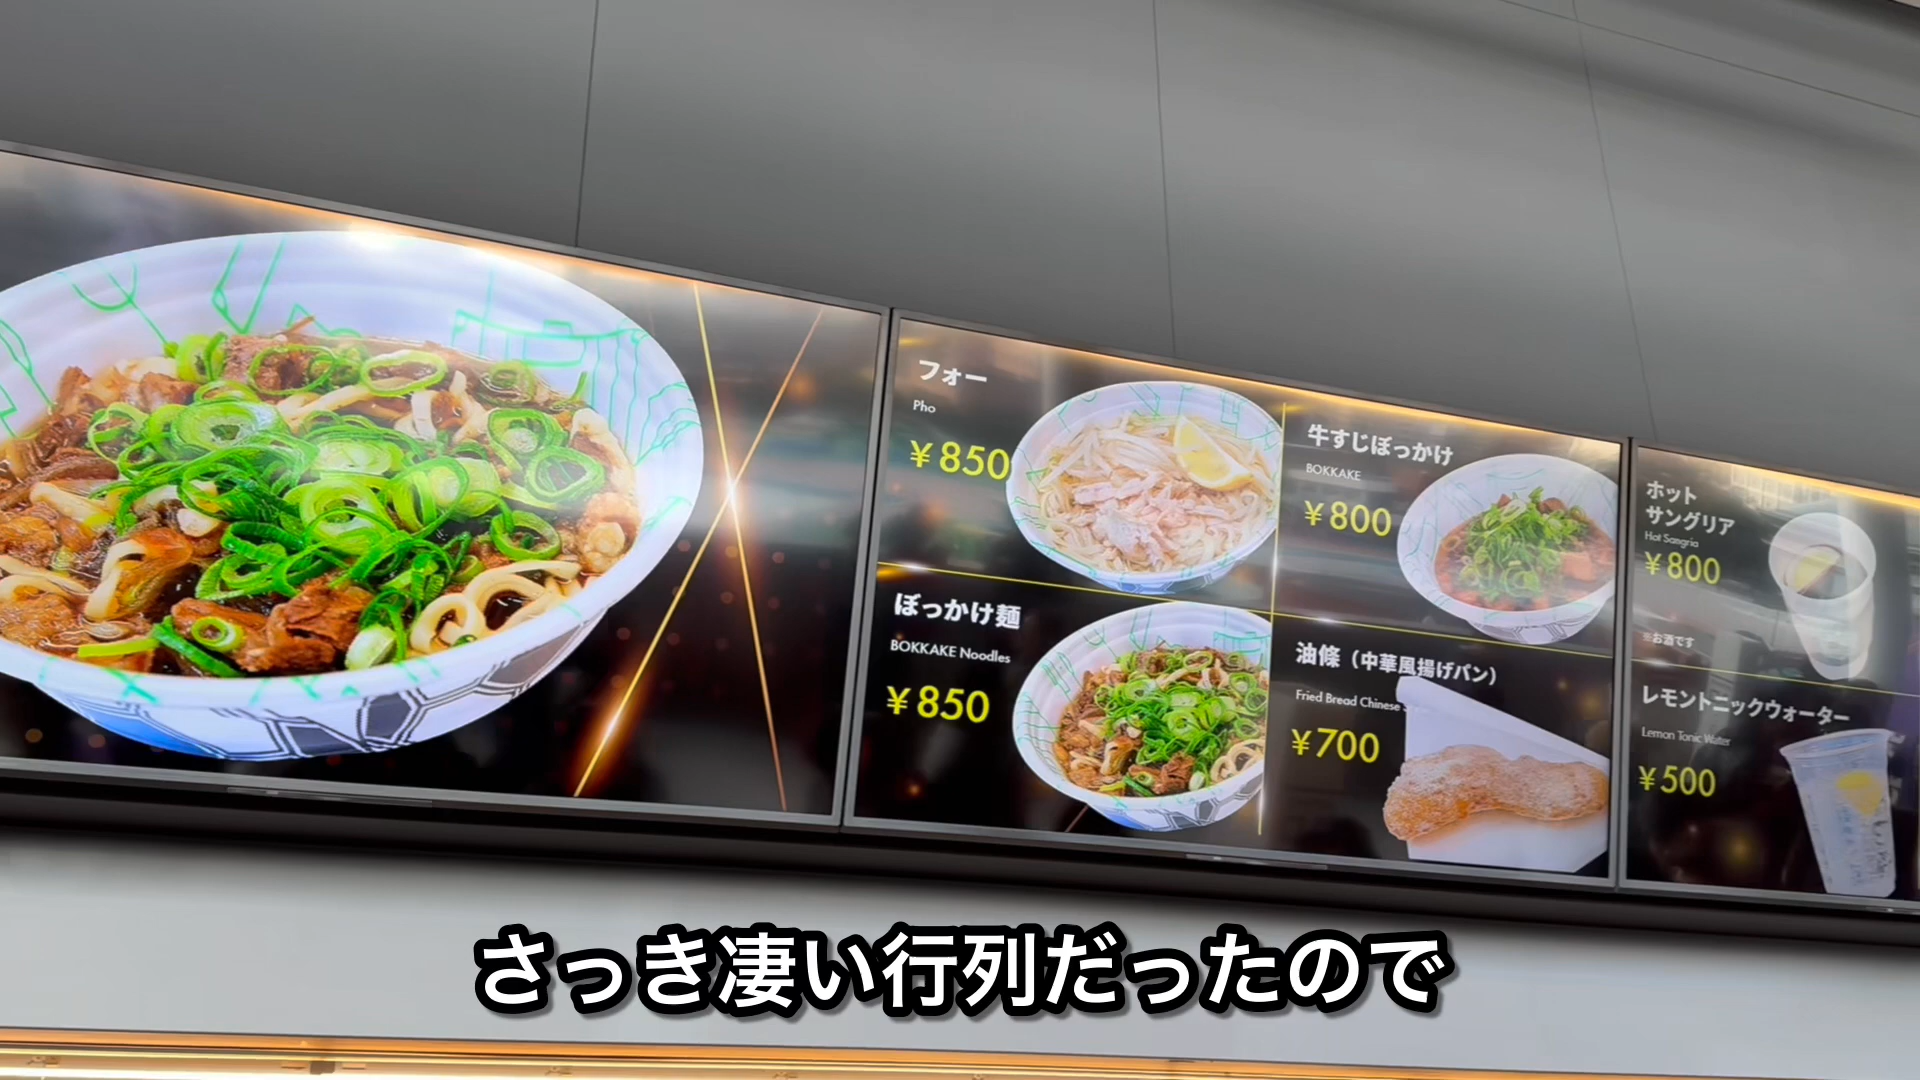 フォー
Pho
¥850
ぼっかけ麺
BOKKAKE Noodles
¥850
牛すじぼっかけ
BOKKAKE
¥800
油條（中華風揚げパン）
Fried Bread Chinese
¥700
ホット
サングリア
Hot Sangria
¥800
※お酒です
レモントニックウォーター
Lemon Tonic Water
¥500
さっき凄い行列だったので